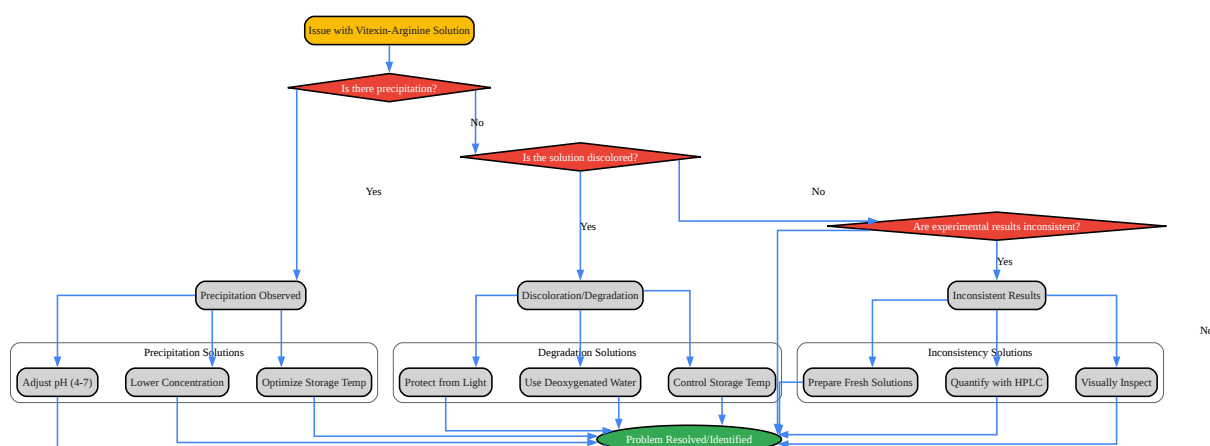 Issue with Vitexin-Arginine Solution
Is there precipitation?
No
Is the solution discolored?
Yes
No
Are experimental results inconsistent?
Yes
Yes
Precipitation Observed
Discoloration/Degradation
Inconsistent Results
No
Precipitation Solutions
Degradation Solutions
Inconsistency Solutions
Adjust pH (4-7)
Lower Concentration
Optimize Storage Temp
Protect from Light
Use Deoxygenated Water
Control Storage Temp
Prepare Fresh Solutions
Quantify with HPLC
Visually Inspect
Problem Resolved/Identified